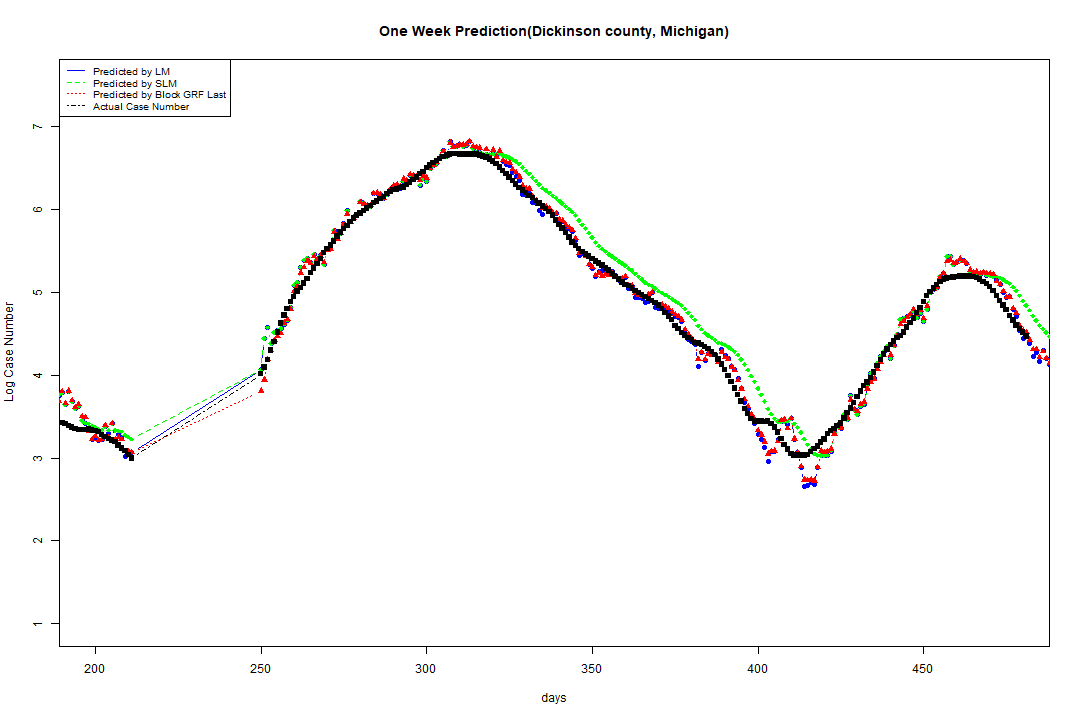 One Week Prediction(Dickinson county, Michigan)
Predicted by LM
Predicted by SLM
Predicted by Block GRF Last
Actual Case Number
Log Case Number
7
6
5
4
3
2
1
200 250 300 350 400 450
days